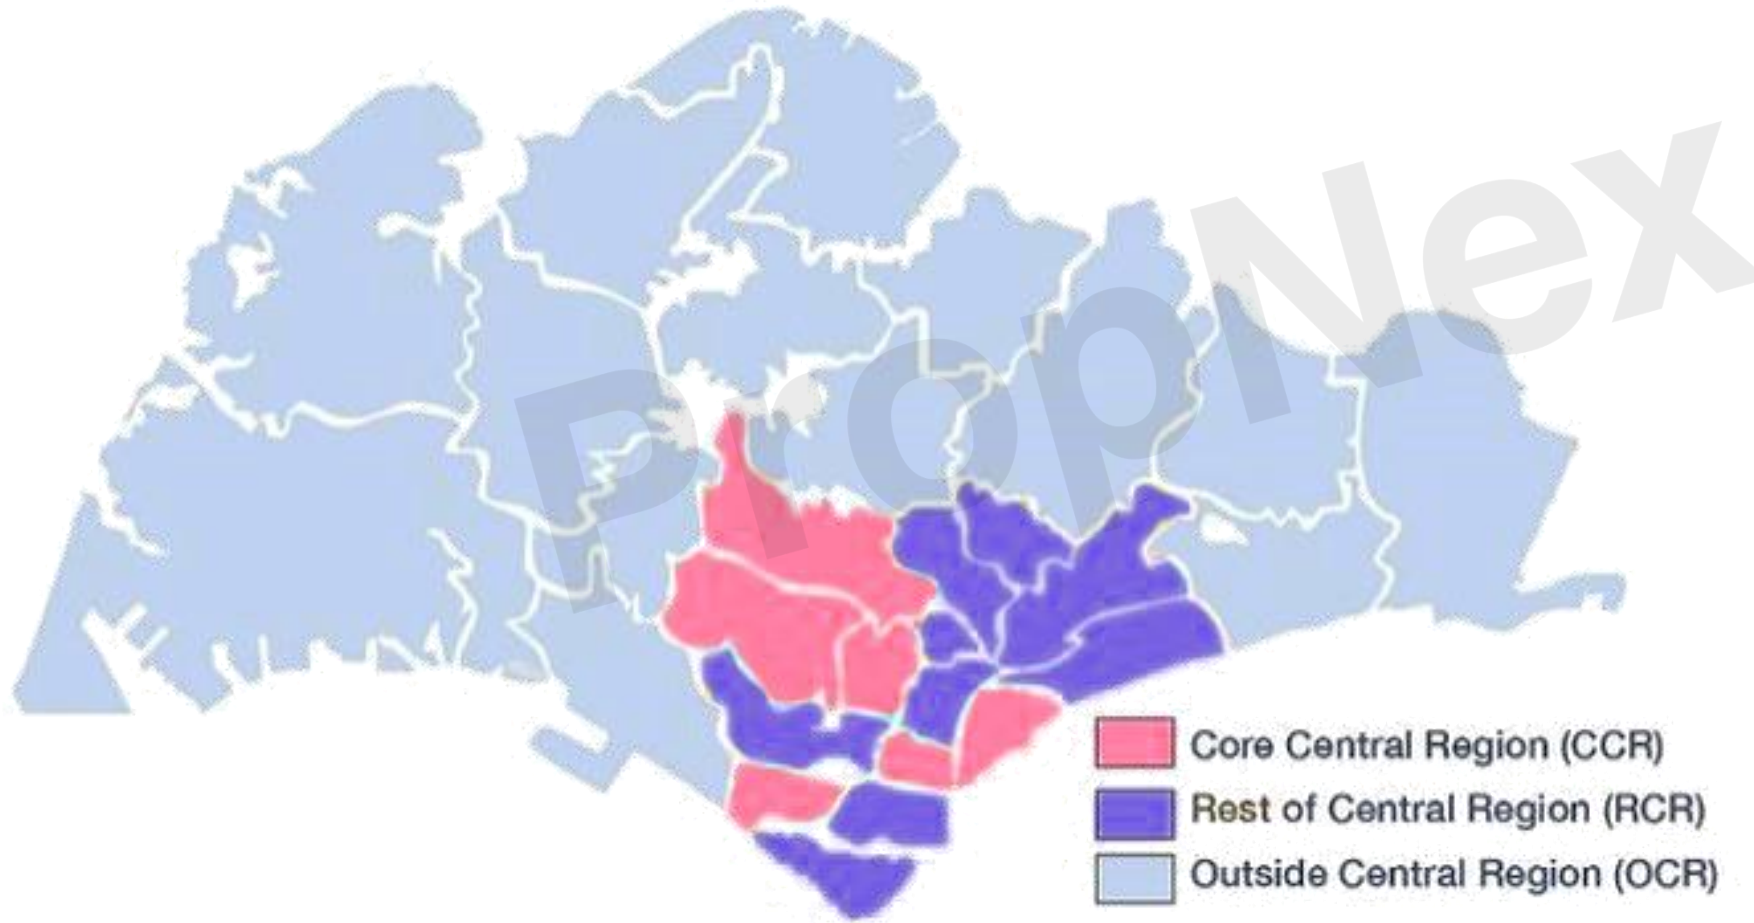 PropNex
Core Central Region (CCR)
Rest of Central Region (RCR)
Outside Central Region (OCR)